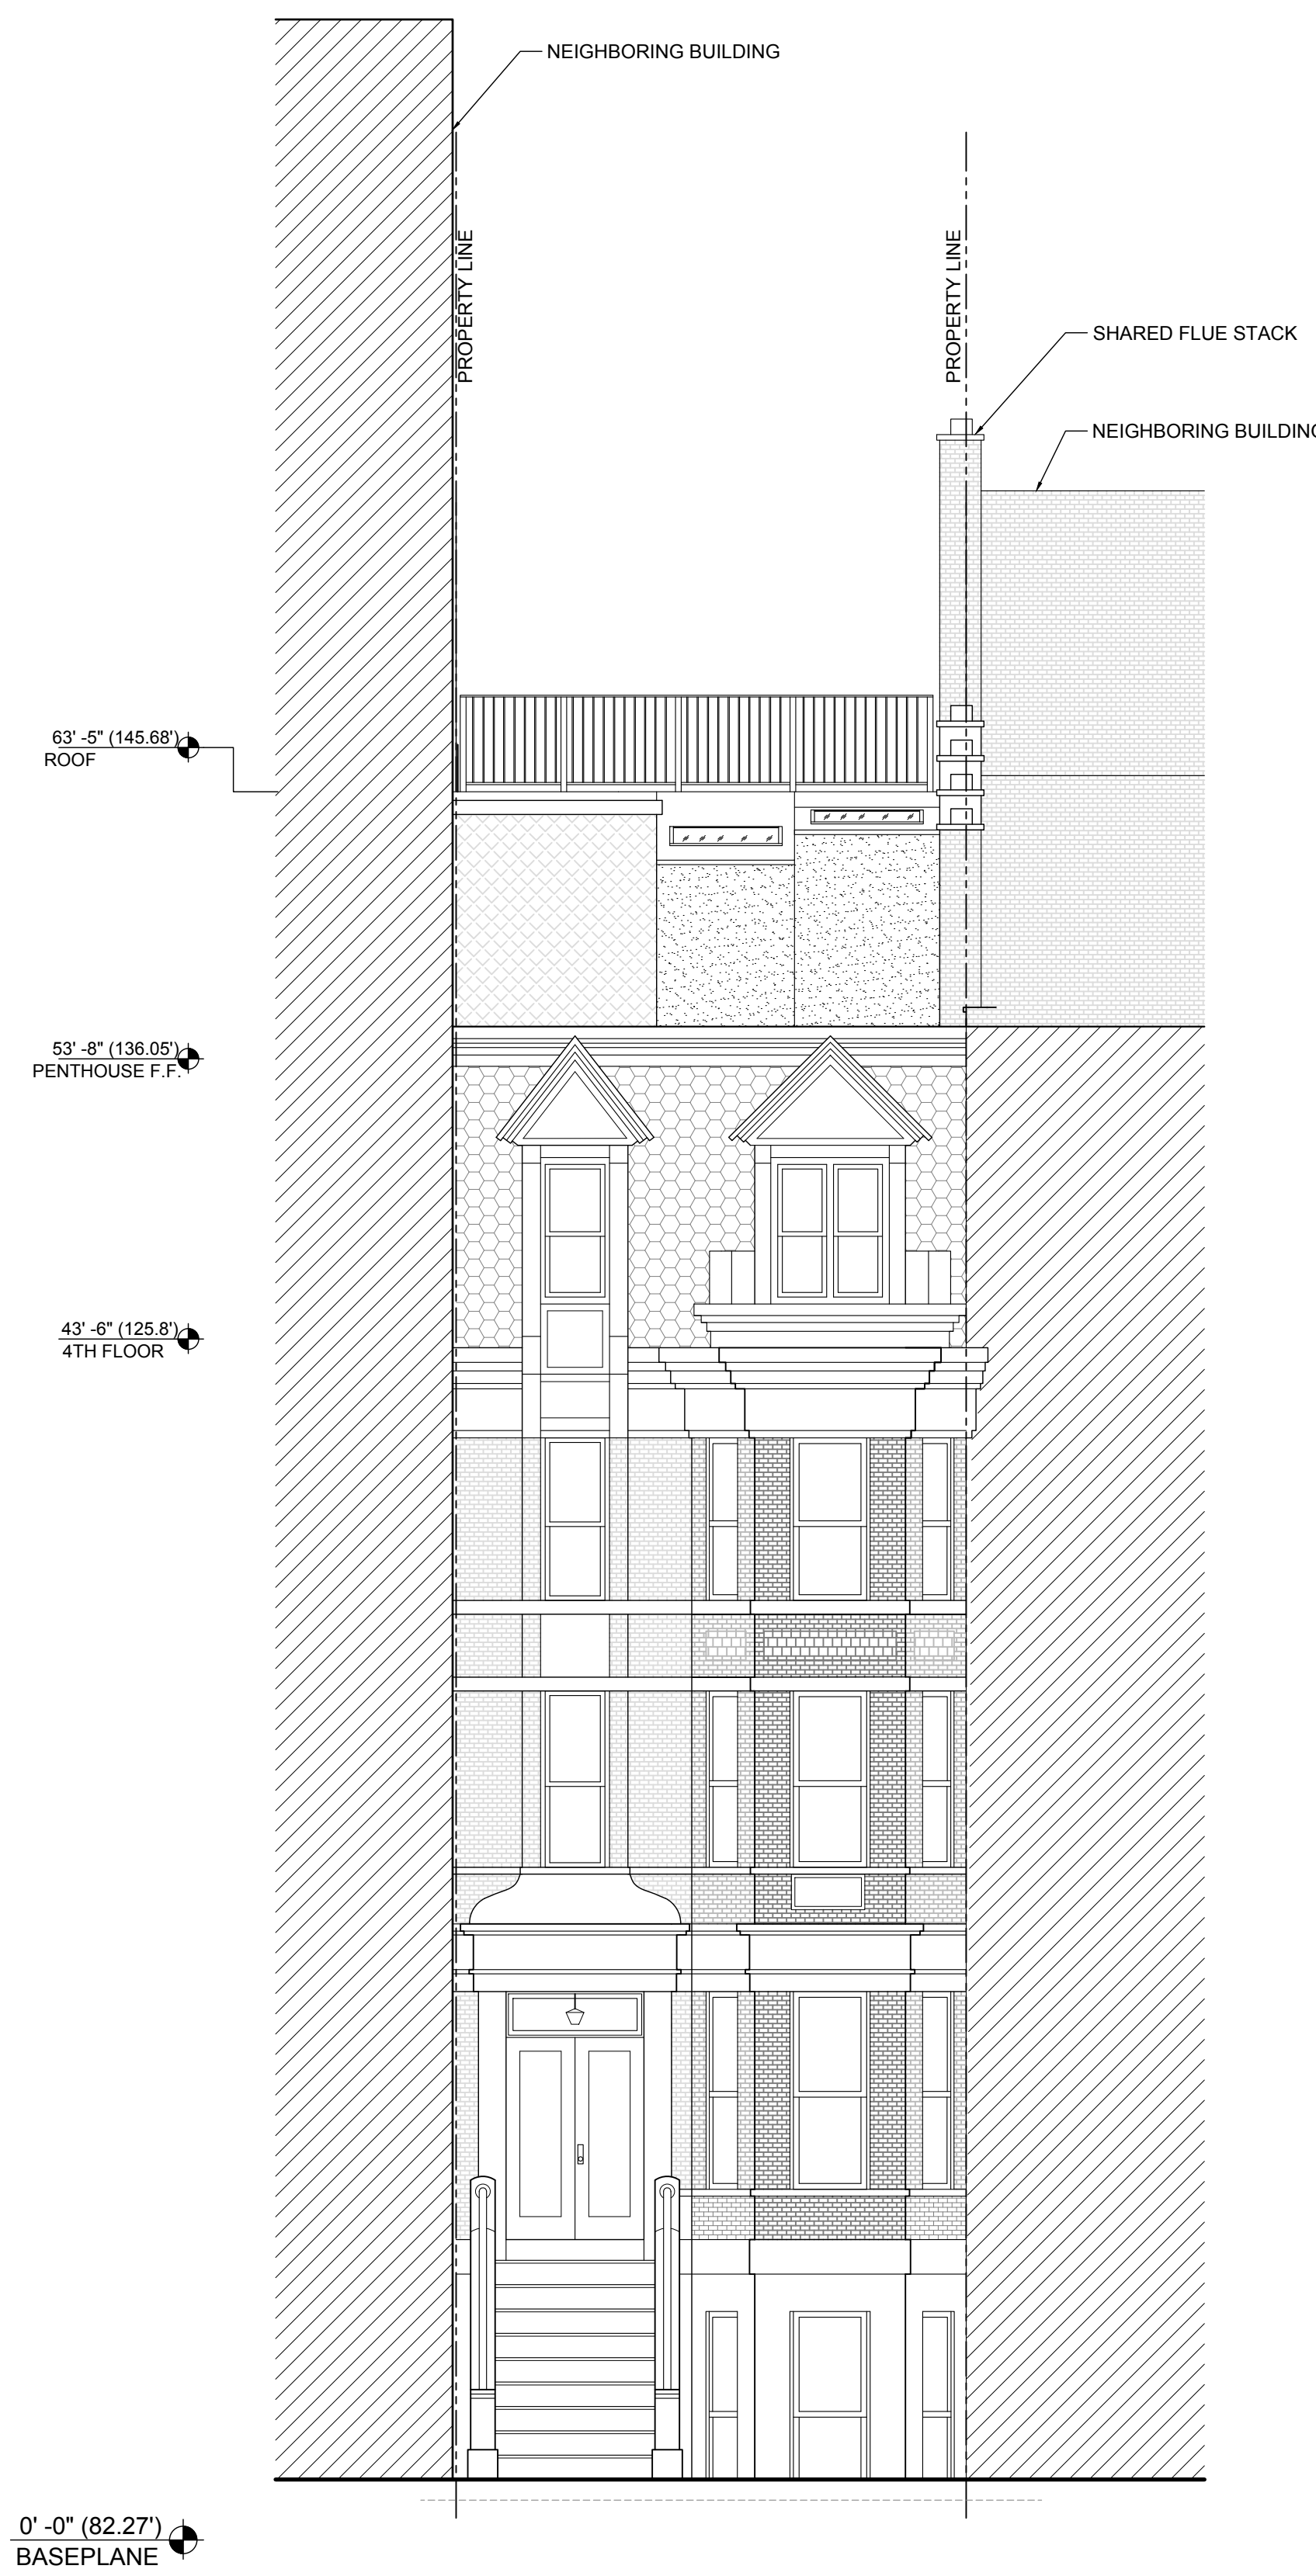 NEIGHBORING BUILDING
PROPERTY LINE
PROPERTY LINE
SHARED FLUE STACK
NEIGHBORING BUILDING
63' -5" (145.68')
ROOF
53' -8" (136.05')
PENTHOUSE F.F.
43' -6" (125.8')
4TH FLOOR
0' -0" (82.27')
BASEPLANE